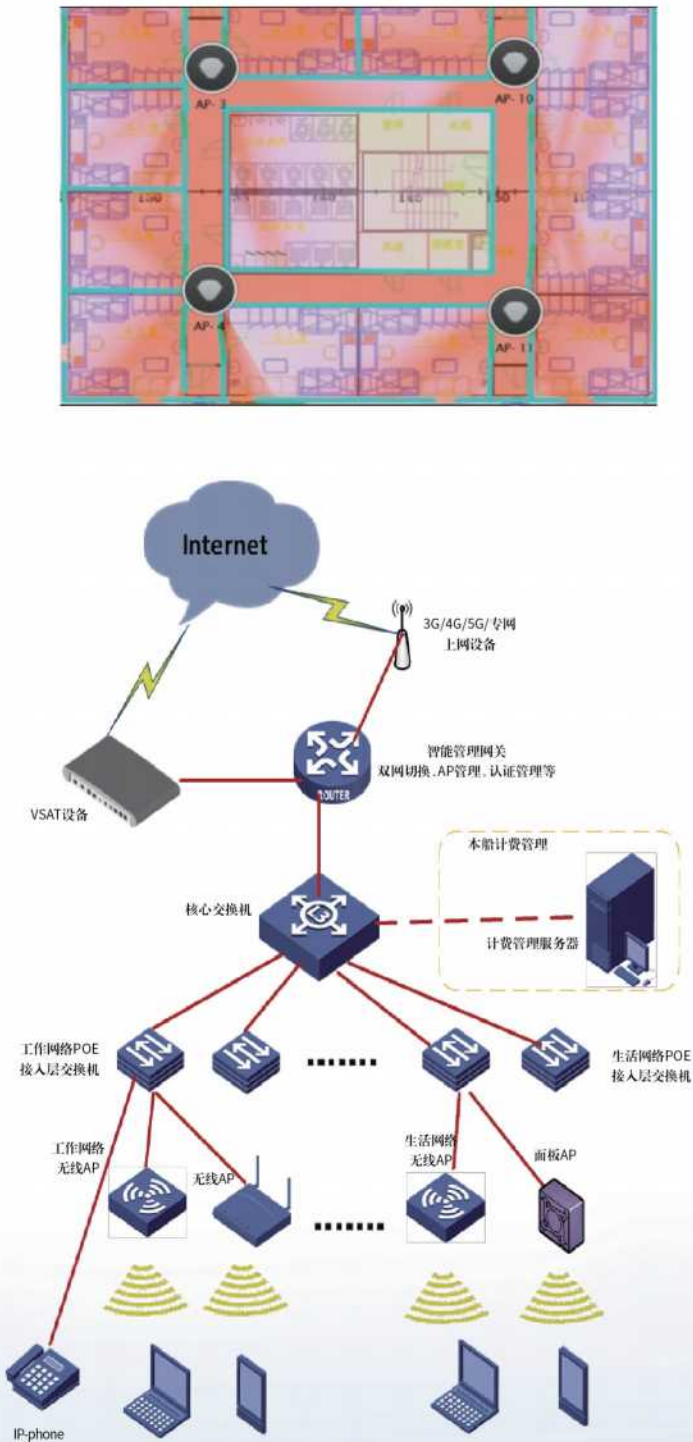 AP-3
AP-10
140
AP-4
AP-11
Internet
3G/4G/5G/专网
上网设备
智能管理网关
双网切换、AP管理、认证管理等
ROUTER
VSAT设备
本船计费管理
核心交换机
计费管理服务器
工作网络POE
接入层交换机
生活网络POE
接入层交换机
工作网络
无线AP
无线AP
生活网络
无线AP
面板AP
IP-phone